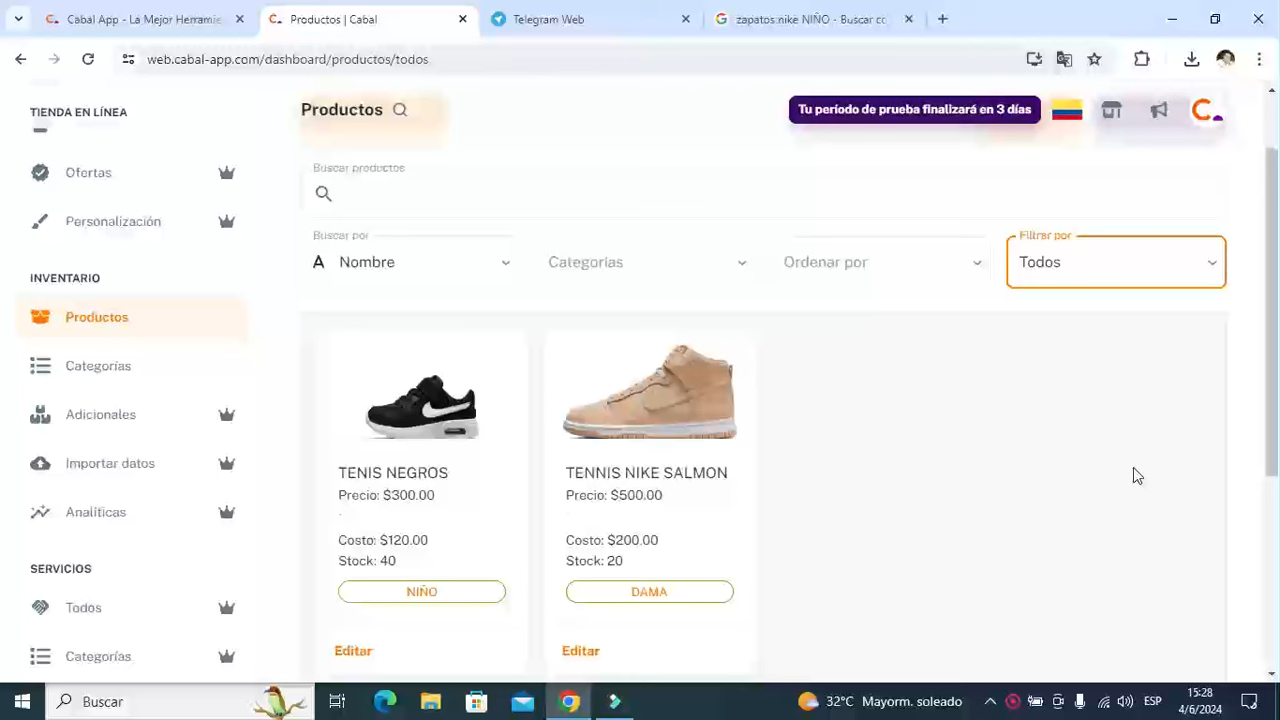 Cabal App - La Mejor Herramie
Productos | Cabal
Telegram Web
zapatos nike NIÑO - Buscar co
web.cabal-app.com/dashboard/productos/todos
TIENDA EN LÍNEA
Ofertas
Personalización
INVENTARIO
Productos
Categorías
Adicionales
Importar datos
Analíticas
SERVICIOS
Todos
Categorías
Productos
Tu período de prueba finalizará en 3 días
Buscar productos
Buscar por
A Nombre
Categorías
Ordenar por
Filtrar por
Todos
TENIS NEGROS
Precio: $300.00
.
Costo: $120.00
Stock: 40
NIÑO
Editar
TENNIS NIKE SALMON
Precio: $500.00
Costo: $200.00
Stock: 20
DAMA
Editar
Buscar
32°C Mayorm. soleado
ESP
15:28
4/6/2024